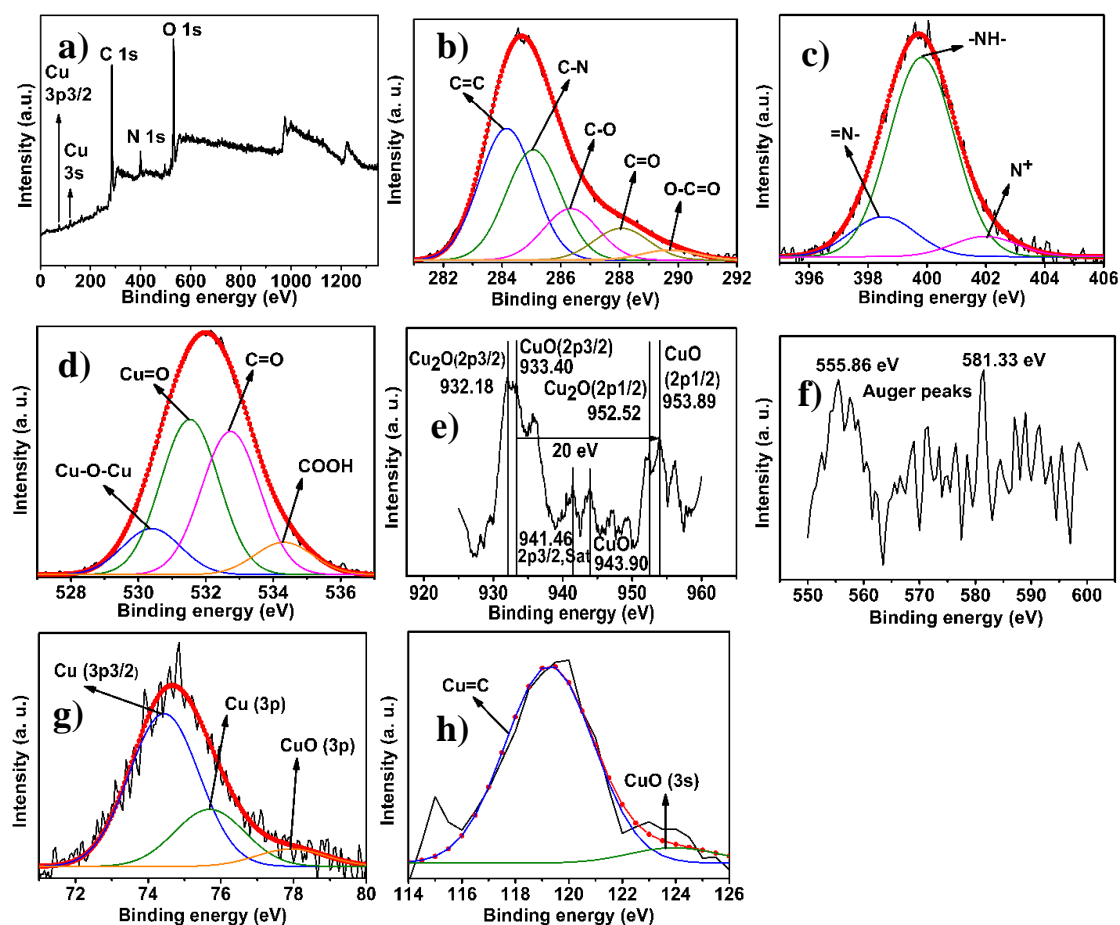 a)
Intensity (a.u.)
Cu
3p3/2
Cu
3s
C 1s
N 1s
O 1s
0 200 400 600 800 1000 1200
Binding energy (eV)
b)
Intensity (a.u.)
C=C
C-N
C-O
C=O
O-C=O
282 284 286 288 290 292
Binding energy (eV)
c)
Intensity (a.u.)
=N-
-NH-
N+
396 398 400 402 404 406
Binding energy (eV)
d)
Intensity (a. u.)
Cu=O
C=O
Cu-O-Cu
COOH
528 530 532 534 536
Binding energy (eV)
e)
Intensity (a. u.)
Cu2O(2p3/2)
932.18
CuO(2p3/2)
933.40
Cu2O(2p1/2)
952.52
CuO
(2p1/2)
953.89
20 eV
941.46
2p3/2,Sat
CuO
943.90
920 930 940 950 960
Binding energy (eV)
f)
Intensity (a. u.)
555.86 eV
581.33 eV
Auger peaks
550 560 570 580 590 600
Binding energy (eV)
g)
Intensity (a. u.)
Cu (3p3/2)
Cu (3p)
CuO (3p)
72 74 76 78 80
Binding energy (eV)
h)
Intensity (a. u.)
Cu=C
CuO (3s)
114 116 118 120 122 124 126
Binding energy (eV)